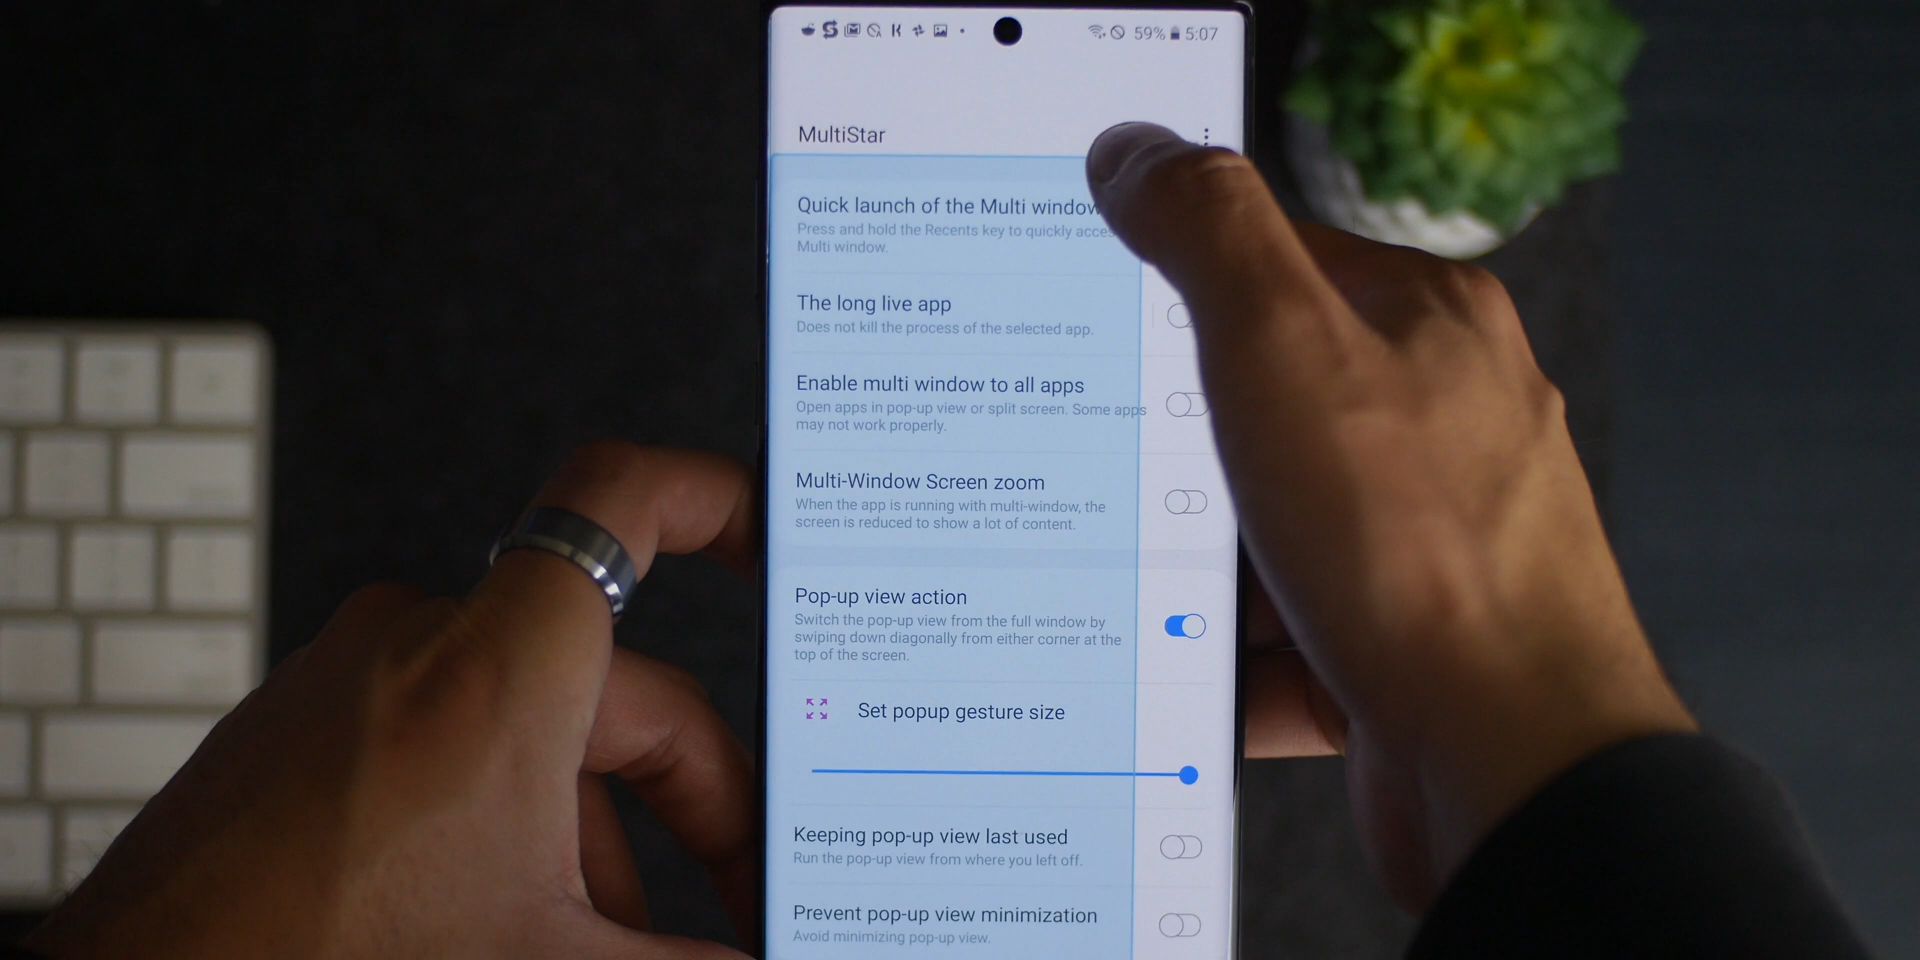 59% 5:07
MultiStar
Quick launch of the Multi window
Press and hold the Recents key to quickly
Multi window.
The long live app
Does not kill the process of the selected app.
Enable multi window to all apps
Open apps in pop-up view or split screen. Some apps
may not work properly.
Multi-Window Screen zoom
When the app is running with multi-window, the
screen is reduced to show a lot of content.
Pop-up view action
Switch the pop-up view from the full window by
swiping down diagonally from either corner at the
top of the screen.
Set popup gesture size
Keeping pop-up view last used
Run the pop-up view from where you left off.
Prevent pop-up view minimization
Avoid minimizing pop-up view.